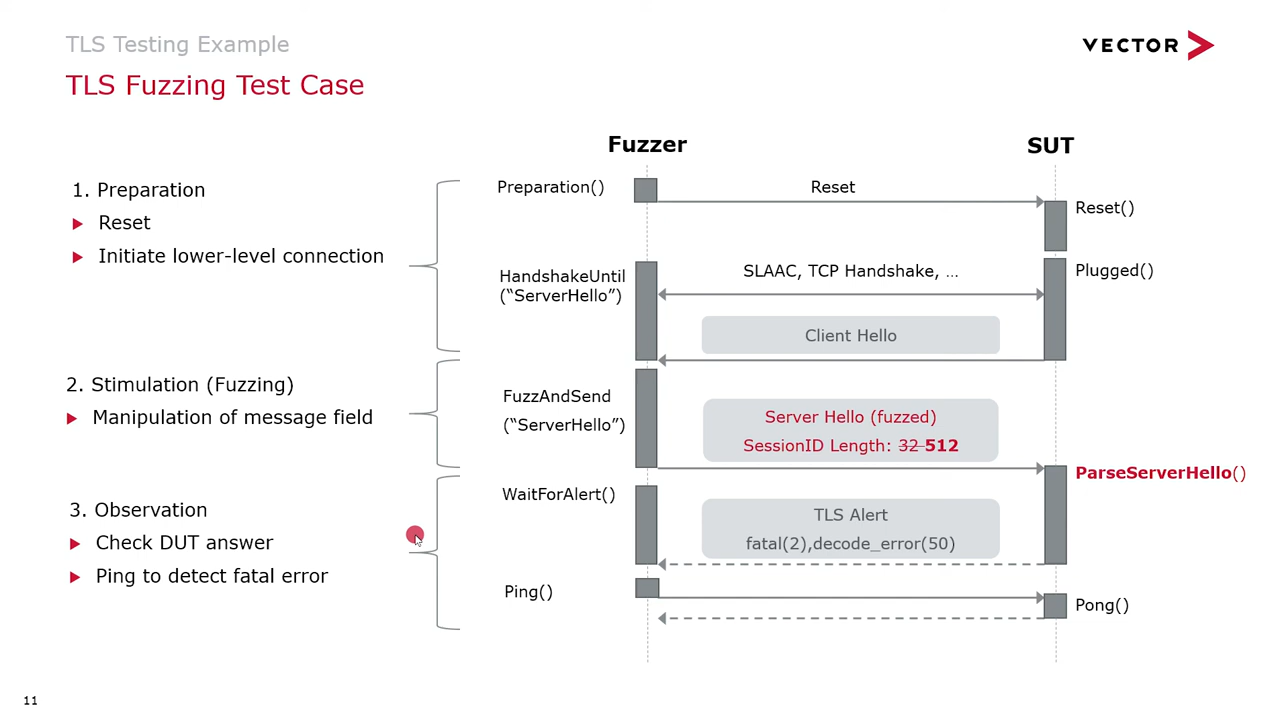 TLS Testing Example
TLS Fuzzing Test Case
VECTOR
1. Preparation
Reset
Initiate lower-level connection
2. Stimulation (Fuzzing)
Manipulation of message field
3. Observation
Check DUT answer
Ping to detect fatal error
Fuzzer
SUT
Preparation()
Reset
Reset()
HandshakeUntil
(“ServerHello”)
SLAAC, TCP Handshake, …
Plugged()
Client Hello
FuzzAndSend
(“ServerHello”)
Server Hello (fuzzed)
SessionID Length: 32 512
ParseServerHello()
WaitForAlert()
TLS Alert
fatal(2),decode_error(50)
Ping()
Pong()
11